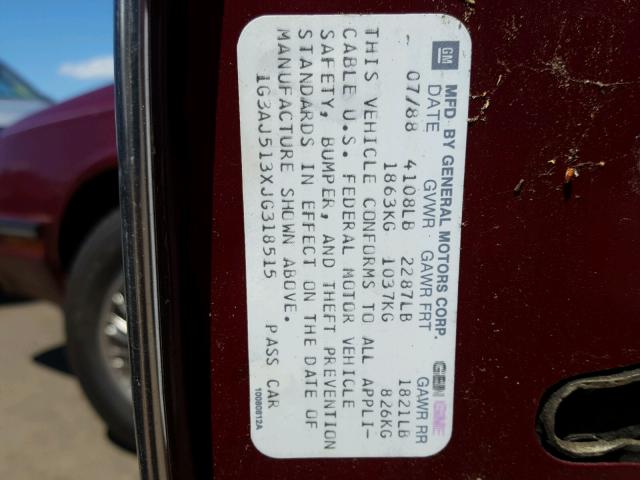 GM MFD BY GENERAL MOTORS CORP.
DATE GVWR GAWR FRT GAWR RR
07/88 4108LB 2287LB 1821LB
1863KG 1037KG 826KG
THIS VEHICLE CONFORMS TO ALL APPLI-
CABLE U.S. FEDERAL MOTOR VEHICLE
SAFETY, BUMPER, AND THEFT PREVENTION
STANDARDS IN EFFECT ON THE DATE OF
MANUFACTURE SHOWN ABOVE.
1G3AJ513XJG318515 PASS CAR
10080812A